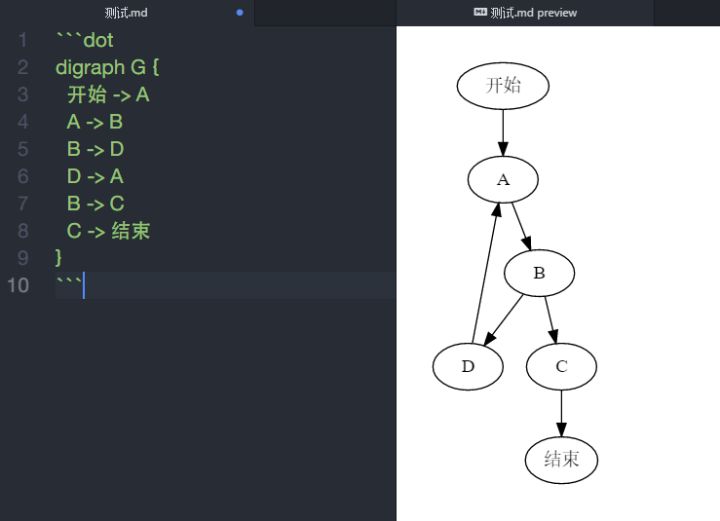 测试.md
测试.md preview
1 ```dot
2 digraph G {
3 开始 -> A
4 A -> B
5 B -> D
6 D -> A
7 B -> C
8 C -> 结束
9 }
10 ```
开始
A
B
D
C
结束